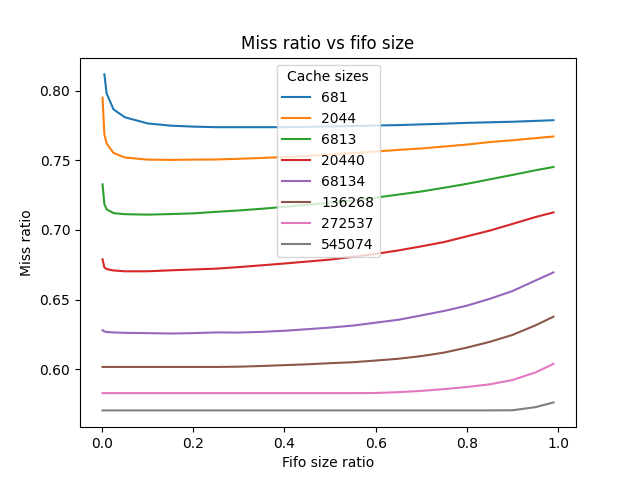 Miss ratio vs fifo size
Cache sizes
681
2044
6813
20440
68134
136268
272537
545074
0.80
0.75
0.70
0.65
0.60
Miss ratio
0.0 0.2 0.4 0.6 0.8 1.0
Fifo size ratio